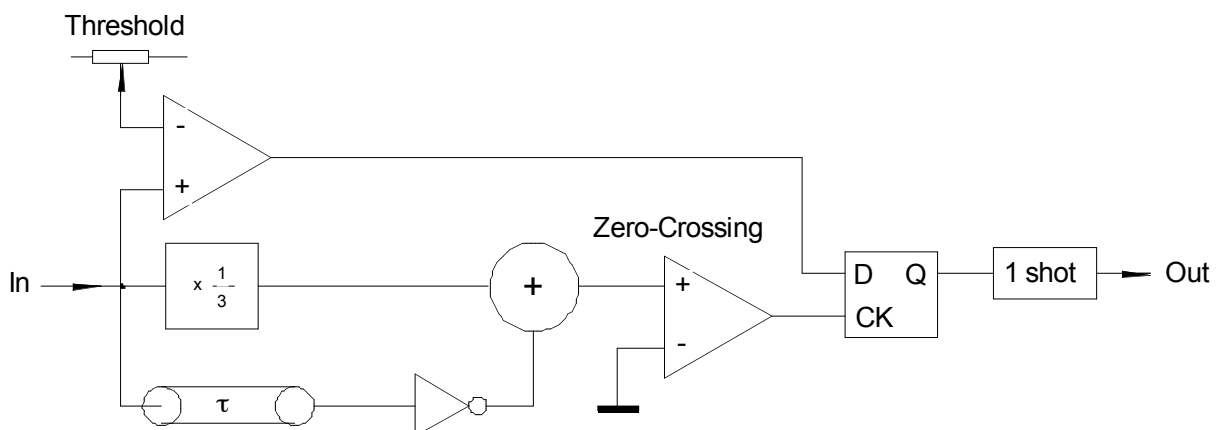 Threshold
-
+
Zero-Crossing
In
x 1/3
+
+
-
D Q
CK
1 shot
Out
τ